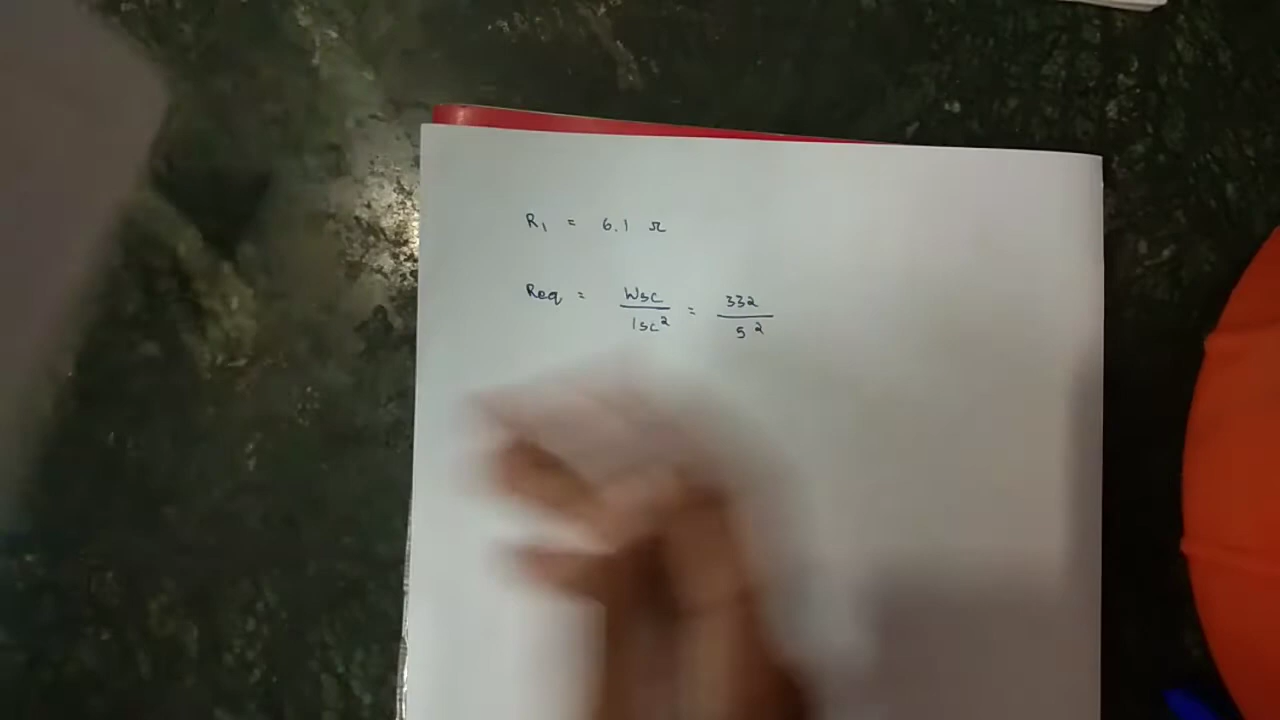 R1 = 6.1 Ω
Req = Wsc/Isc² = 332/5²